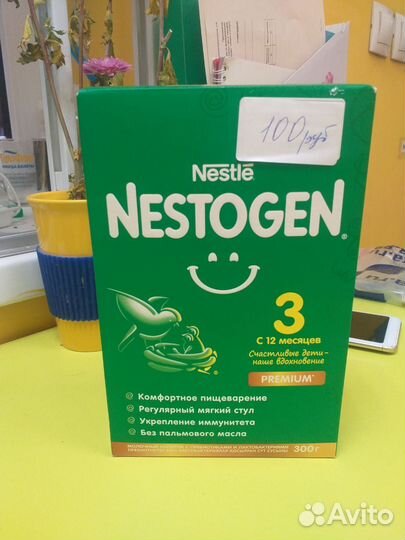 100 руб
Nestlé
NESTOGEN®
3
С 12 месяцев
Счастливые дети-
наше вдохновение
PREMIUM
Комфортное пищеварение
Регулярный мягкий стул
Укрепление иммунитета
Без пальмового масла
300г
Avito